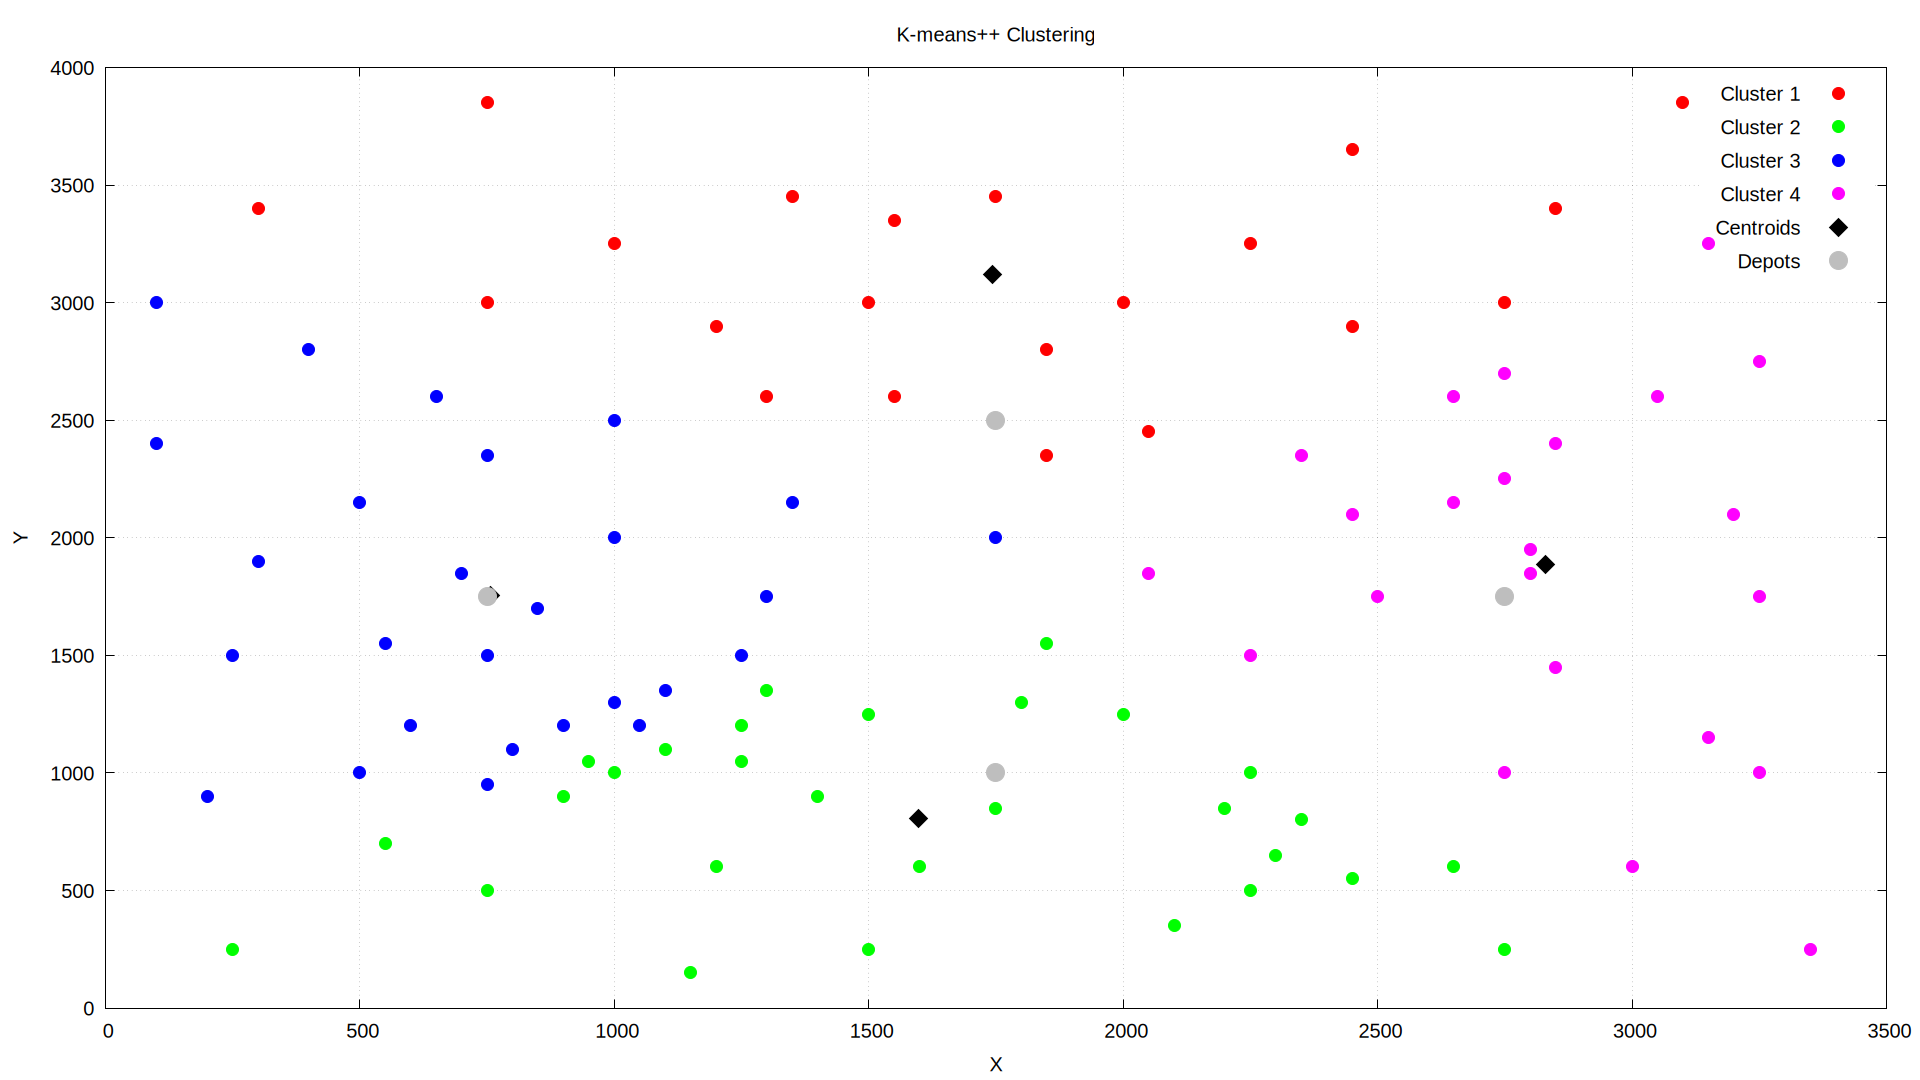 K-means++ Clustering
4000
3500
3000
2500
2000
1500
1000
500
0
Y
0 500 1000 1500 2000 2500 3000 3500
X
Cluster 1
Cluster 2
Cluster 3
Cluster 4
Centroids
Depots